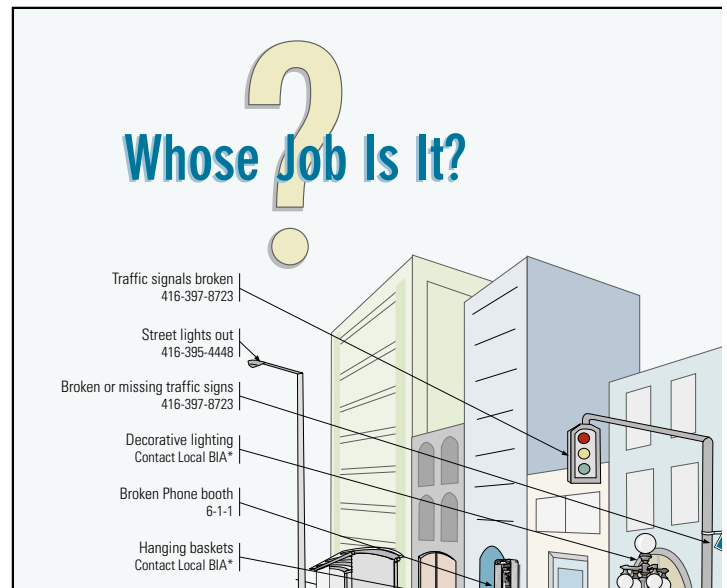 Whose Job Is It?
Traffic signals broken
416-397-8723
Street lights out
416-395-4448
Broken or missing traffic signs
416-397-8723
Decorative lighting
Contact Local BIA*
Broken Phone booth
6-1-1
Hanging baskets
Contact Local BIA*